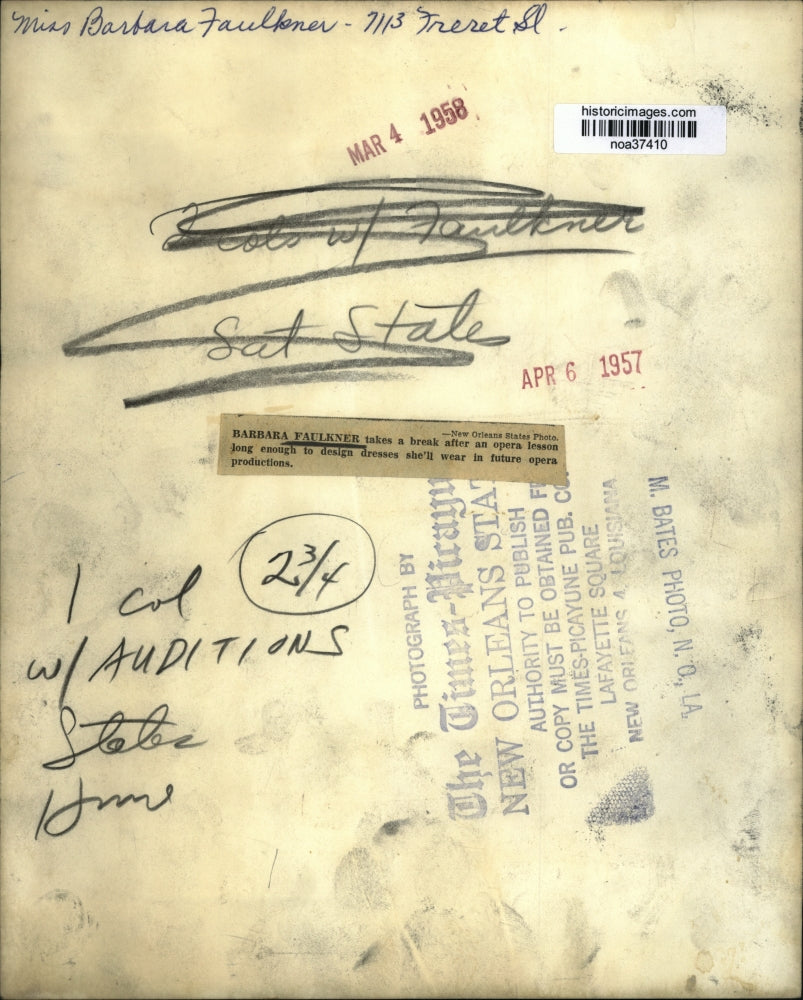 Miss Barbara Faulkner - 7113 Freret St.
historicimages.com
noa37410
MAR 4 1958
2 cols w/ Faulkner
Sat States
APR 6 1957
—New Orleans States Photo.
BARBARA FAULKNER takes a break after an opera lesson
long enough to design dresses she'll wear in future opera
productions.
1 col
2 3/4
w/ AUDITIONS
States
PHOTOGRAPH BY
The Times-Picayu
NEW ORLEANS STA
AUTHORITY TO PUBLISH
OR COPY MUST BE OBTAINED F
THE TIMES-PICAYUNE PUB. CO
LAFAYETTE SQUARE
NEW ORLEANS 4, LOUISIANA
M. BATES PHOTO, N. O., LA.